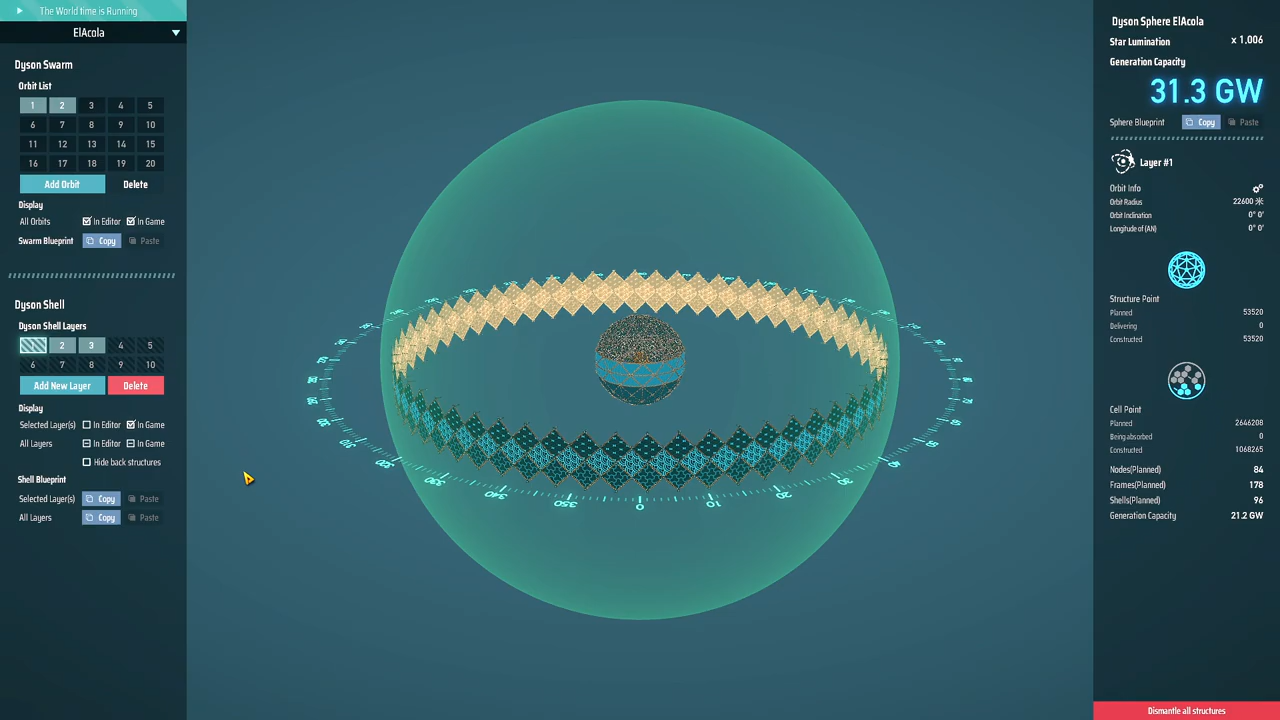 The World time is Running
ElAcola
Dyson Swarm
Orbit List
1 2 3 4 5
6 7 8 9 10
11 12 13 14 15
16 17 18 19 20
Add Orbit Delete
Display
All Orbits In Editor In Game
Swarm Blueprint Copy Paste
Dyson Shell
Dyson Shell Layers
2 3 4 5
6 7 8 9 10
Add New Layer Delete
Display
Selected Layer(s) In Editor In Game
All Layers In Editor In Game
Hide back structures
Shell Blueprint
Selected Layer(s) Copy Paste
All Layers Copy Paste
330 340 350 0 10 20 30
Dyson Sphere ElAcola
Star Lumination x 1,006
Generation Capacity
31.3 GW
Sphere Blueprint Copy Paste
Layer #1
Orbit Info
Orbit Radius 22600 米
Orbit Inclination 0° 0'
Longitude of (AN) 0° 0'
Structure Point
Planned 53520
Delivering 0
Constructed 53520
Cell Point
Planned 2646208
Being absorbed 0
Constructed 1068265
Nodes(Planned) 84
Frames(Planned) 178
Shells(Planned) 96
Generation Capacity 21.2 GW
Dismantle all structures